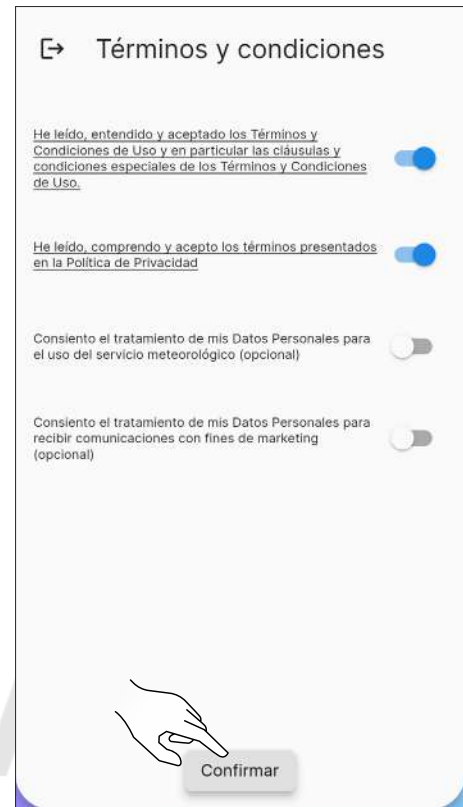 Términos y condiciones
He leído, entendido y aceptado los Términos y
Condiciones de Uso y en particular las cláusulas y
condiciones especiales de los Términos y Condiciones
de Uso.
He leído, comprendo y acepto los términos presentados
en la Política de Privacidad
Consiento el tratamiento de mis Datos Personales para
el uso del servicio meteorológico (opcional)
Consiento el tratamiento de mis Datos Personales para
recibir comunicaciones con fines de marketing
(opcional)
Confirmar